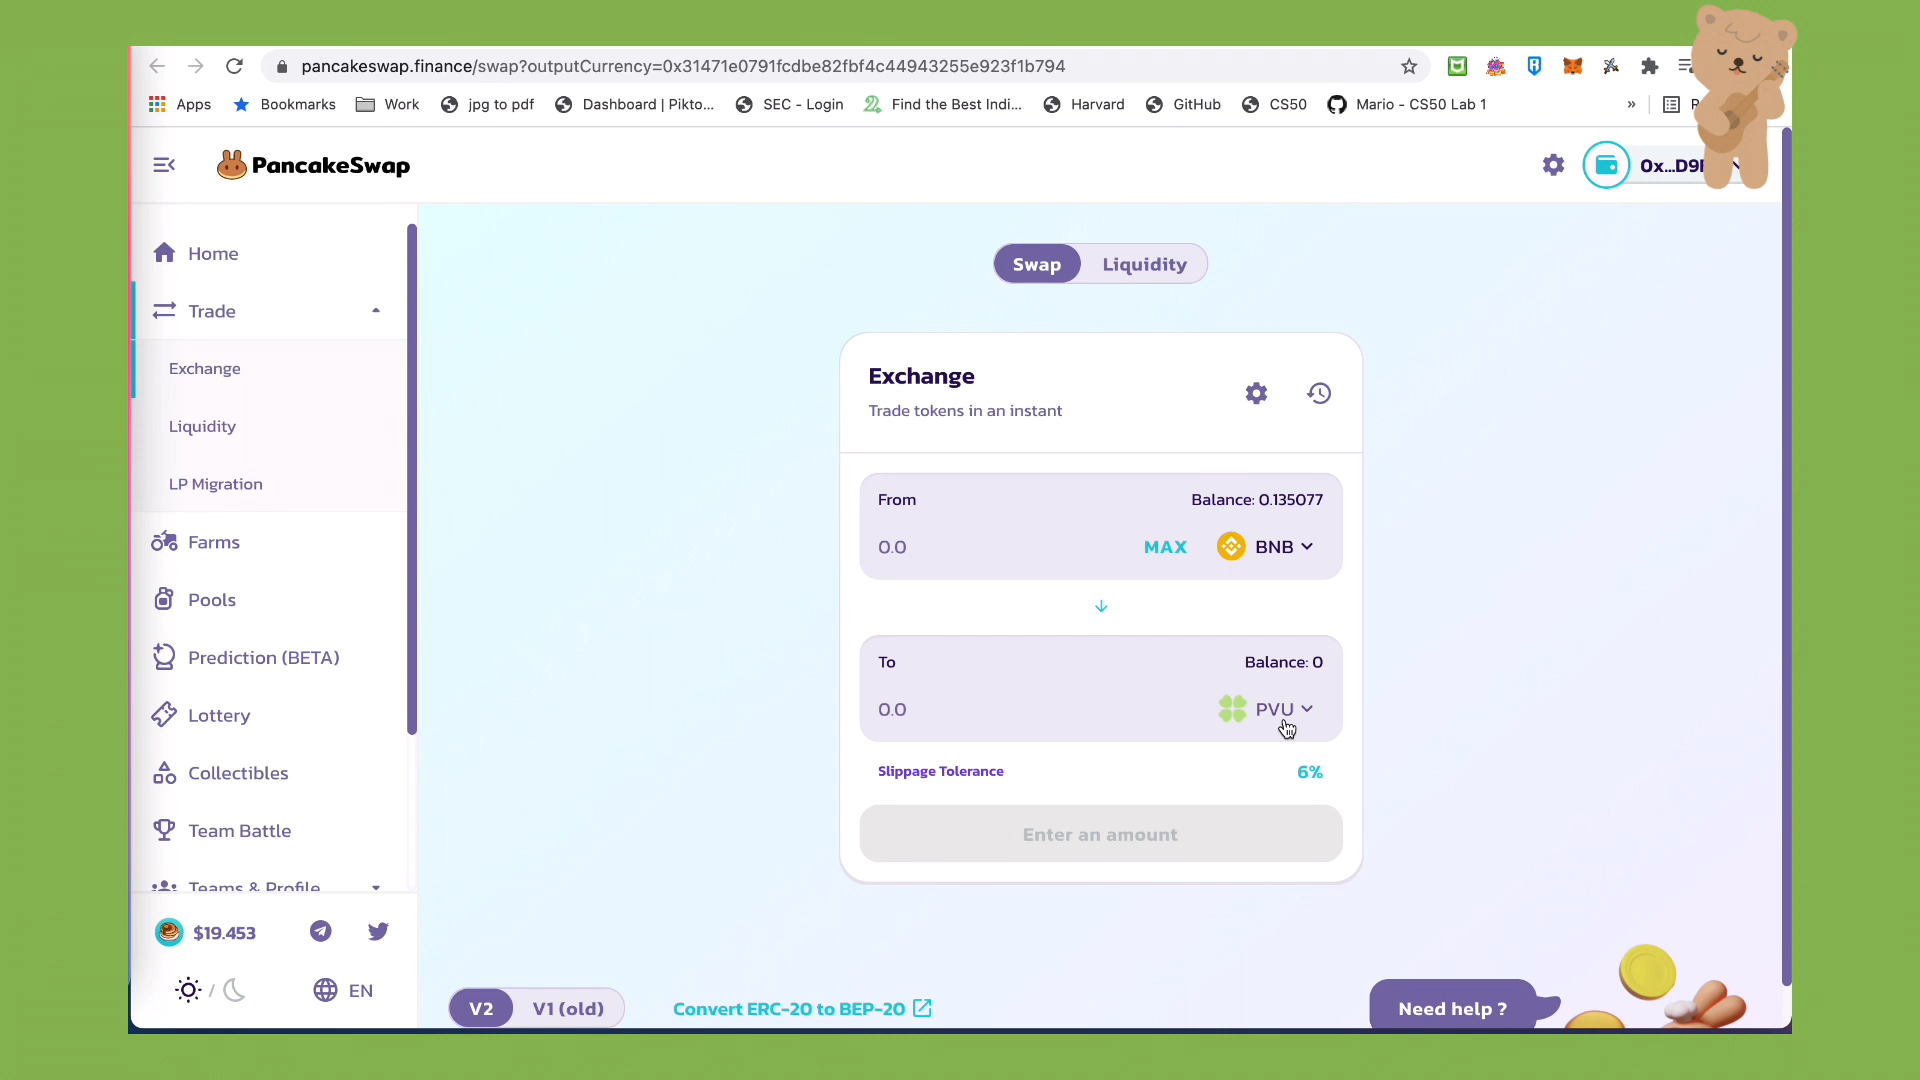 pancakeswap.finance/swap?outputCurrency=0x31471e0791fcdbe82fbf4c44943255e923f1b794
Apps Bookmarks Work jpg to pdf Dashboard | Pikto... SEC - Login Find the Best Indi... Harvard GitHub CS50 Mario - CS50 Lab 1 »
PancakeSwap
0x...D9
Home
Trade
Exchange
Liquidity
LP Migration
Farms
Pools
Prediction (BETA)
Lottery
Collectibles
Team Battle
Teams & Profile
$19.453
/
EN
Swap Liquidity
Exchange
Trade tokens in an instant
From Balance: 0.135077
0.0 MAX BNB
To Balance: 0
0.0 PVU
Slippage Tolerance 6%
Enter an amount
V2 V1 (old) Convert ERC-20 to BEP-20
Need help ?